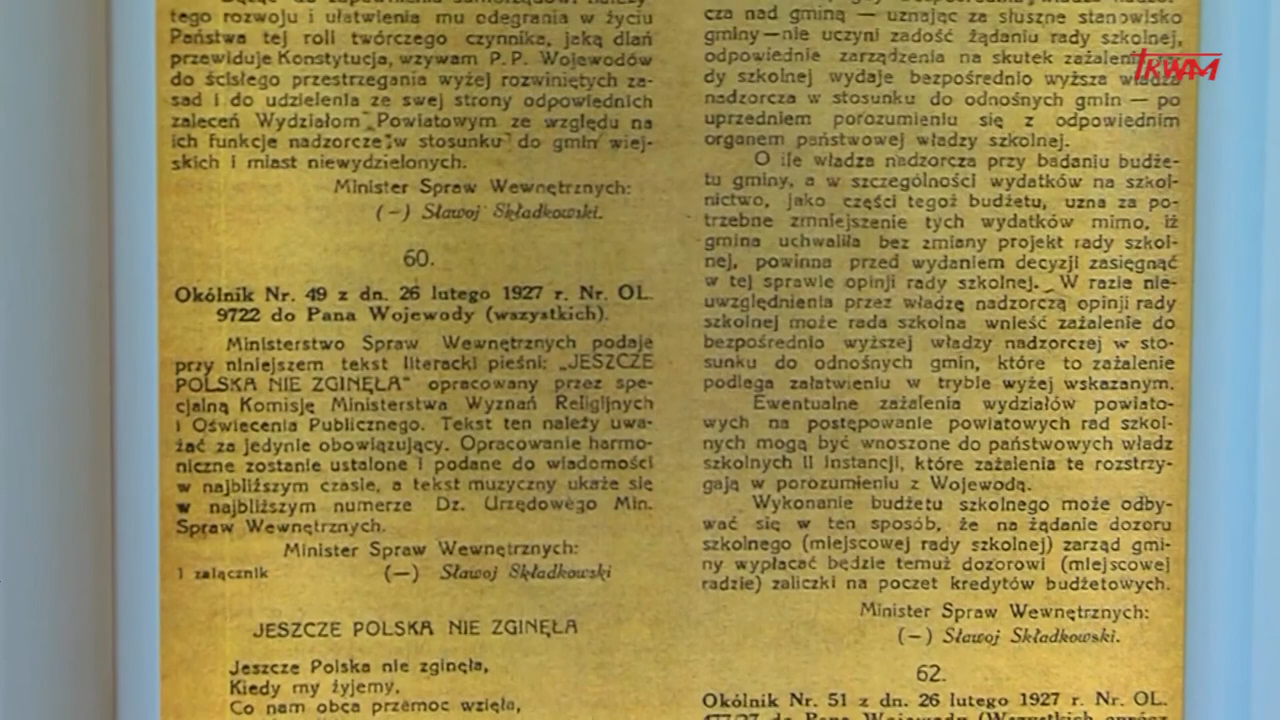 tego rozwoju i ułatwienia mu odegrania w życiu
Państwa tej roli twórczego czynnika, jaką dlań
przewiduje Konstytucja, wzywam P. P. Wojewodów
do ścisłego przestrzegania wyżej rozwiniętych za-
sad i do udzielenia ze swej strony odpowiednich
zaleceń Wydziałom Powiatowym ze względu na
ich funkcje nadzorcze w stosunku do gmin wiej-
skich i miast niewydzielonych.
Minister Spraw Wewnętrznych:
(—) Sławoj Składkowski.
60.
Okólnik Nr. 49 z dn. 26 lutego 1927 r. Nr. OL.
9722 do Pana Wojewody (wszystkich).
Ministerstwo Spraw Wewnętrznych podaje
przy niniejszem tekst literacki pieśni: „JESZCZE
POLSKA NIE ZGINĘŁA" opracowany przez spe-
cjalną Komisję Ministerstwa Wyznań Religijnych
i Oświecenia Publicznego. Tekst ten należy uwa-
żać za jedynie obowiązujący. Opracowanie harmo-
niczne zostanie ustalone i podane do wiadomości
w najbliższym czasie, a tekst muzyczny ukaże się
w najbliższym numerze Dz. Urzędowego Min.
Spraw Wewnętrznych.
Minister Spraw Wewnętrznych:
1 załącznik (—) Sławoj Składkowski
JESZCZE POLSKA NIE ZGINĘŁA
Jeszcze Polska nie zginęła,
Kiedy my żyjemy,
Co nam obca przemoc wzięła,
cza nad gminą — uznając za słuszne stanowisko
gminy — nie uczyni zadość żądaniu rady szkolnej,
odpowiednie zarządzenia na skutek
dy szkolnej wydaje bezpośrednio wyższa władza
nadzorcza w stosunku do odnośnych gmin — po
uprzedniem porozumieniu się z odpowiednim
organem państwowej władzy szkolnej.
O ile władza nadzorcza przy badaniu budże-
tu gminy, a w szczególności wydatków na szkol-
nictwo, jako części tegoż budżetu, uzna za po-
trzebne zmniejszenie tych wydatków mimo, iż
gmina uchwaliła bez zmiany projekt rady szkol-
nej, powinna przed wydaniem decyzji zasięgnąć
w tej sprawie opinji rady szkolnej. W razie nie-
uwzględnienia przez władzę nadzorczą opinji rady
szkolnej może rada szkolna wnieść zażalenie do
bezpośrednio wyższej władzy nadzorczej w sto-
sunku do odnośnych gmin, które to zażalenie
podlega załatwieniu w trybie wyżej wskazanym.
Ewentualne zażalenia wydziałów powiato-
wych na postępowanie powiatowych rad szkol-
nych mogą być wnoszone do państwowych władz
szkolnych II instancji, które zażalenia te rozstrzy-
gają w porozumieniu z Wojewodą.
Wykonanie budżetu szkolnego może odby-
wać się w ten sposób, że na żądanie dozoru
szkolnego (miejscowej rady szkolnej) zarząd gmi-
ny wypłacać będzie temuż dozorowi (miejscowej
radzie) zaliczki na poczet kredytów budżetowych.
Minister Spraw Wewnętrznych:
(—) Sławoj Składkowski.
62.
Okólnik Nr. 51 z dn. 26 lutego 1927 r. Nr. OL.
TRWAM